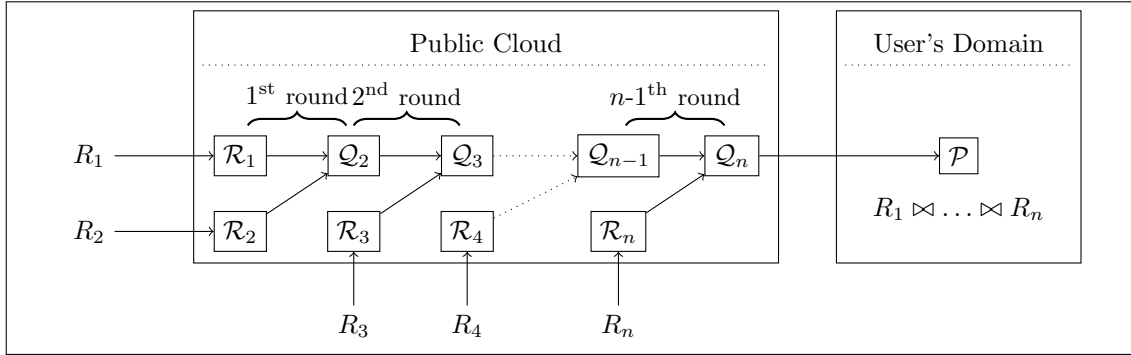 Public Cloud User's Domain
1st round 2nd round n-1th round
R₁ ℛ₁ 𝒬₂ 𝒬₃ 𝒬ₙ₋₁ 𝒬ₙ 𝒫
R₂ ℛ₂ ℛ₃ ℛ₄ ℛₙ R₁ ⋈ … ⋈ Rₙ
R₃ R₄ Rₙ